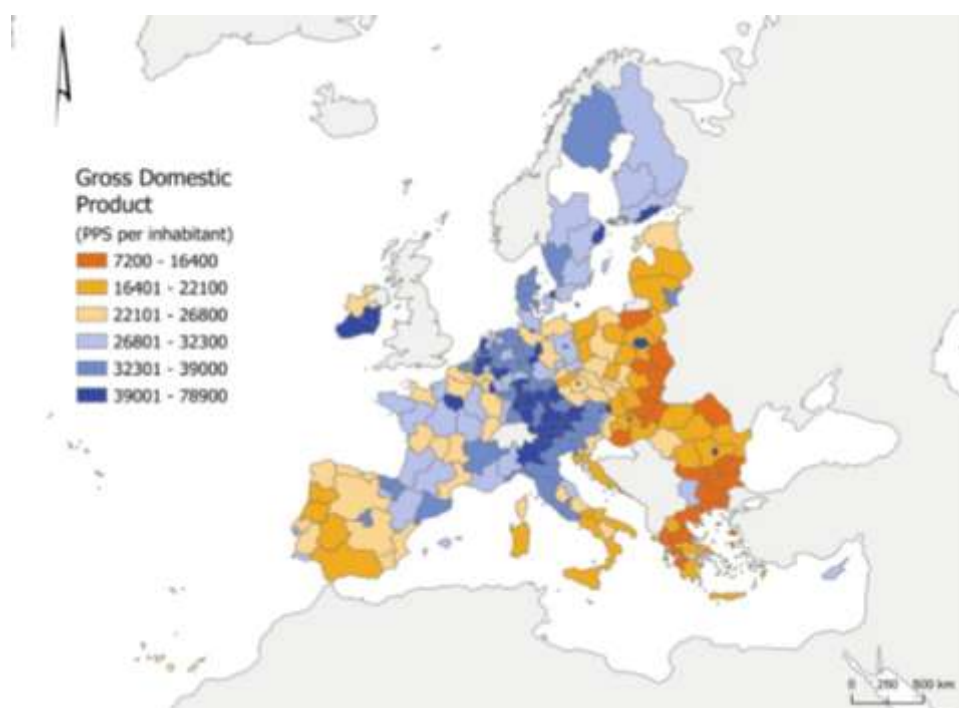 Gross Domestic
Product
(PPS per inhabitant)
7200 - 16400
16401 - 22100
22101 - 26800
26801 - 32300
32301 - 39000
39001 - 78900
0 250 500 km